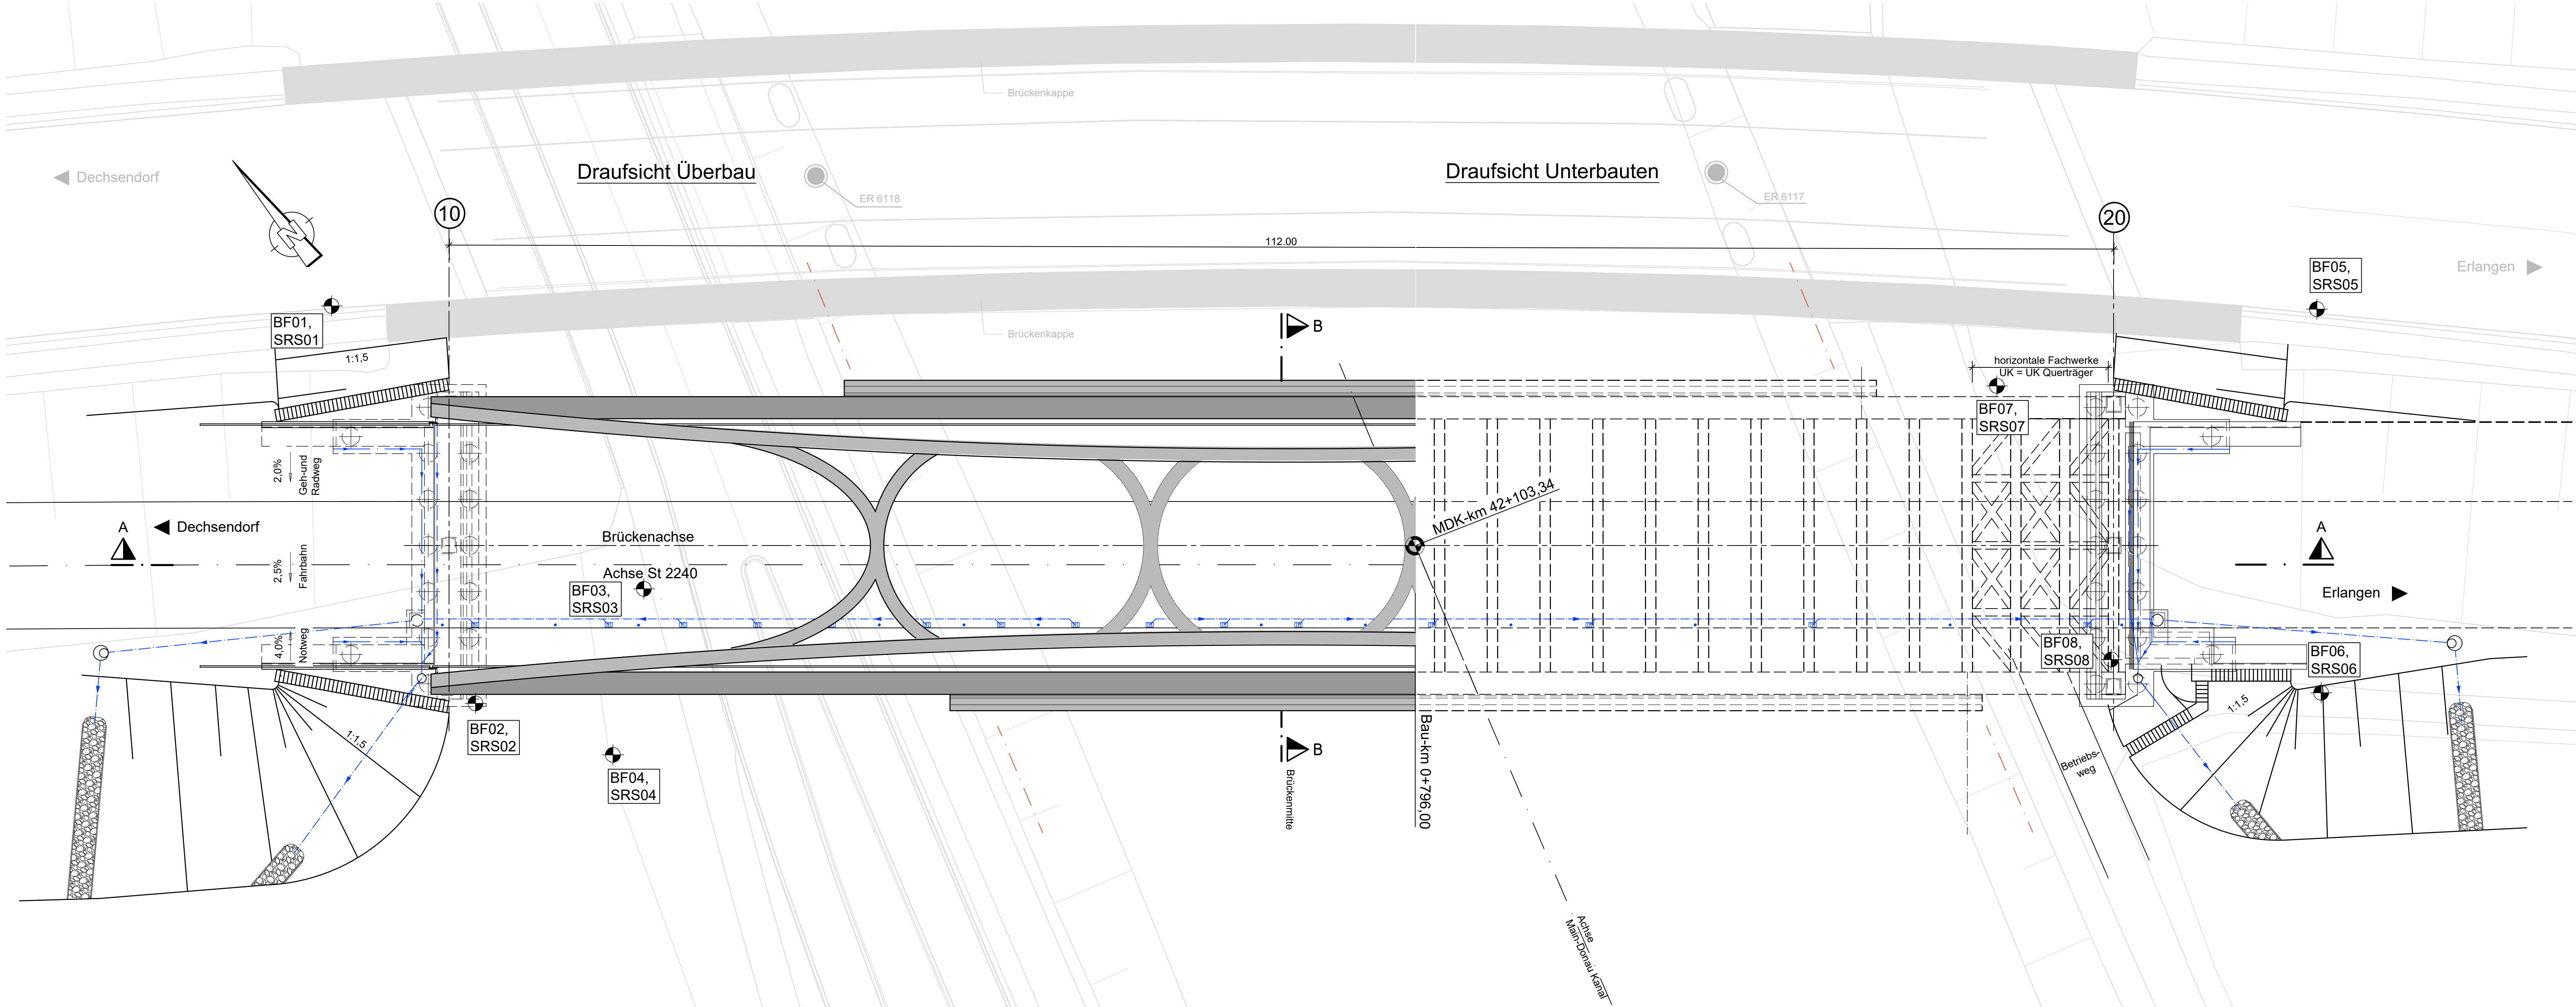 Brückenkappe
Dechsendorf
Draufsicht Überbau
Draufsicht Unterbauten
ER 6118
ER 6117
N
10
20
112.00
Erlangen
BF05,
SRS05
BF01,
SRS01
1:1,5
Brückenkappe
B
horizontale Fachwerke
UK = UK Querträger
BF07,
SRS07
2,0%
Geh-und
Radweg
A
Dechsendorf
Brückenachse
MDK-km 42+103,34
A
2,5%
Fahrbahn
Achse St 2240
BF03,
SRS03
Erlangen
4,0%
Notweg
BF08,
SRS08
BF06,
SRS06
1:1,5
BF02,
SRS02
1:1,5
B
BF04,
SRS04
Brückenmitte
Bau-km 0+796,00
Betriebs-
weg
Achse
Main-Donau Kanal